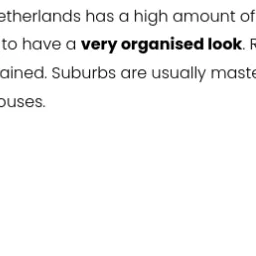 etherlands has a high amount of
to have a very organised look. R
ained. Suburbs are usually maste
ouses.